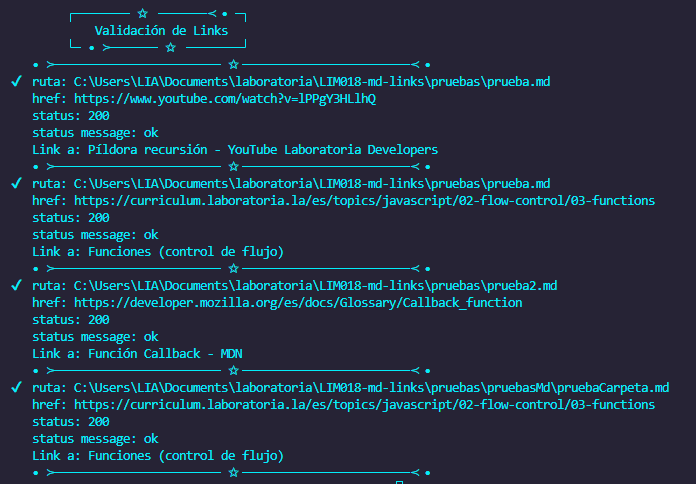 Validación de Links
✔ ruta: C:\Users\LIA\Documents\laboratoria\LIM018-md-links\pruebas\prueba.md
href: https://www.youtube.com/watch?v=lPPgY3HLlhQ
status: 200
status message: ok
Link a: Píldora recursión - YouTube Laboratoria Developers
✔ ruta: C:\Users\LIA\Documents\laboratoria\LIM018-md-links\pruebas\prueba.md
href: https://curriculum.laboratoria.la/es/topics/javascript/02-flow-control/03-functions
status: 200
status message: ok
Link a: Funciones (control de flujo)
✔ ruta: C:\Users\LIA\Documents\laboratoria\LIM018-md-links\pruebas\prueba2.md
href: https://developer.mozilla.org/es/docs/Glossary/Callback_function
status: 200
status message: ok
Link a: Función Callback - MDN
✔ ruta: C:\Users\LIA\Documents\laboratoria\LIM018-md-links\pruebas\pruebasMd\pruebaCarpeta.md
href: https://curriculum.laboratoria.la/es/topics/javascript/02-flow-control/03-functions
status: 200
status message: ok
Link a: Funciones (control de flujo)